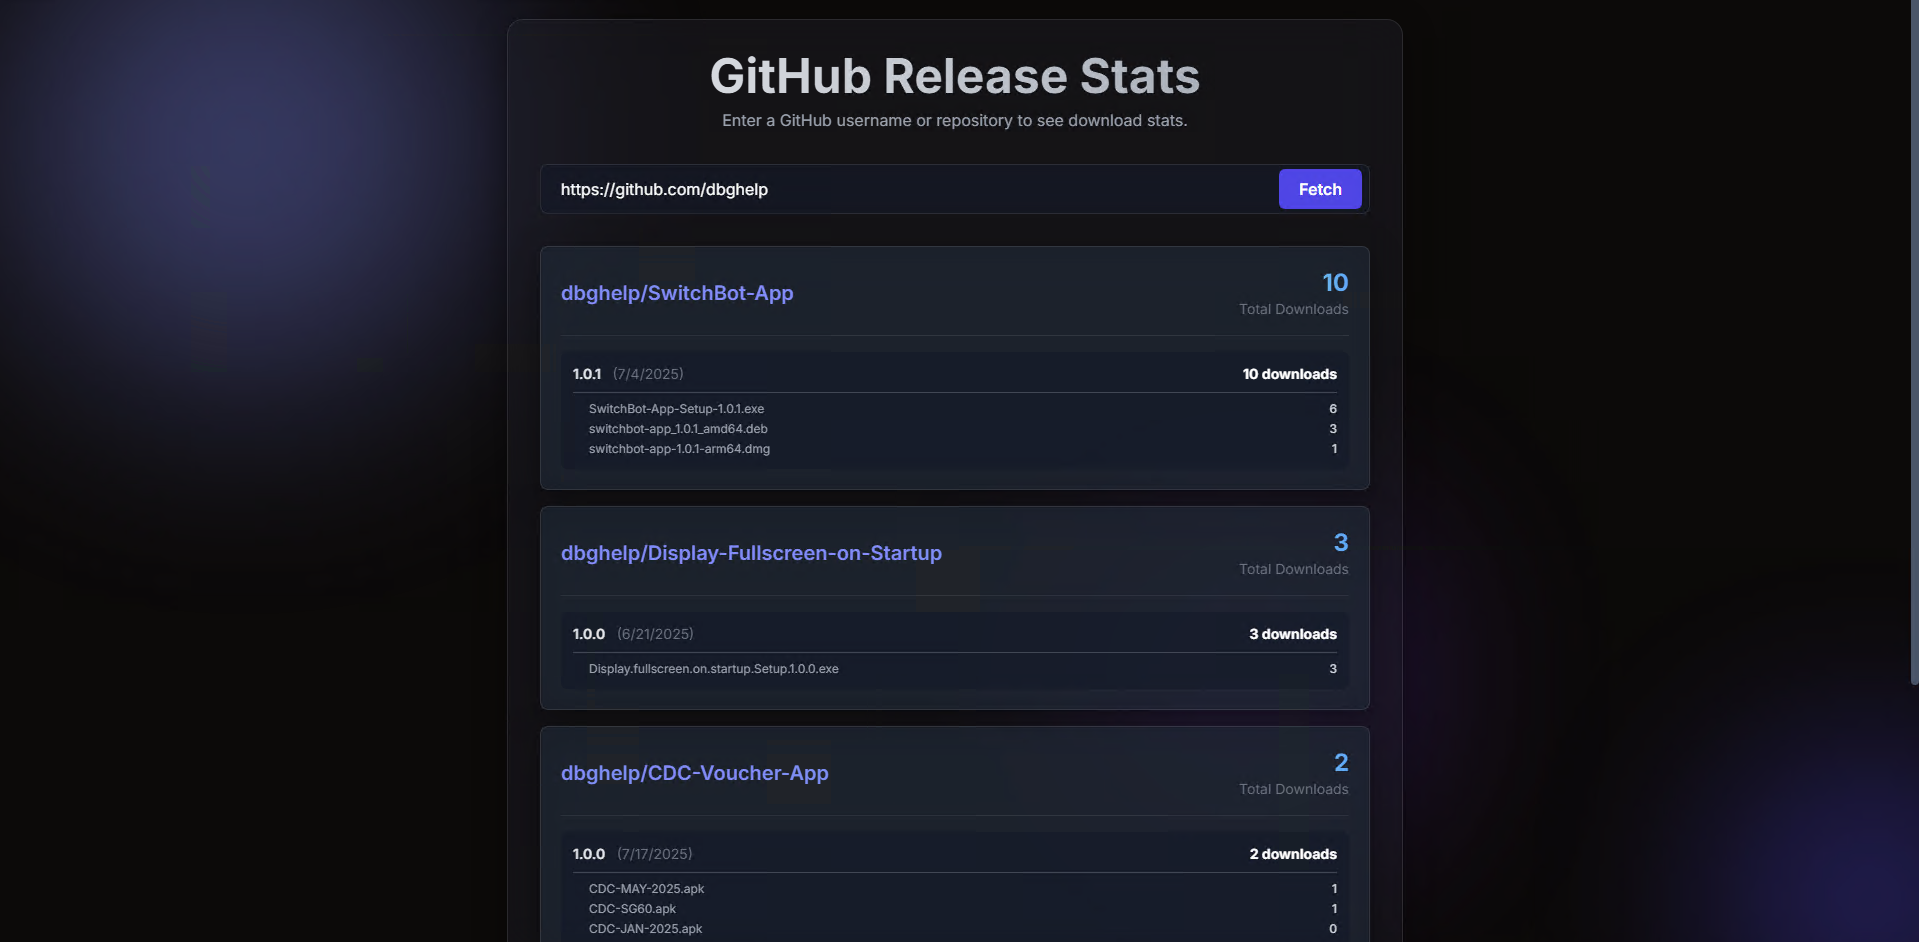 GitHub Release Stats
Enter a GitHub username or repository to see download stats.
https://github.com/dbghelp Fetch
dbghelp/SwitchBot-App 10
Total Downloads
1.0.1 (7/4/2025) 10 downloads
SwitchBot-App-Setup-1.0.1.exe 6
switchbot-app_1.0.1_amd64.deb 3
switchbot-app-1.0.1-arm64.dmg 1
dbghelp/Display-Fullscreen-on-Startup 3
Total Downloads
1.0.0 (6/21/2025) 3 downloads
Display.fullscreen.on.startup.Setup.1.0.0.exe 3
dbghelp/CDC-Voucher-App 2
Total Downloads
1.0.0 (7/17/2025) 2 downloads
CDC-MAY-2025.apk 1
CDC-SG60.apk 1
CDC-JAN-2025.apk 0